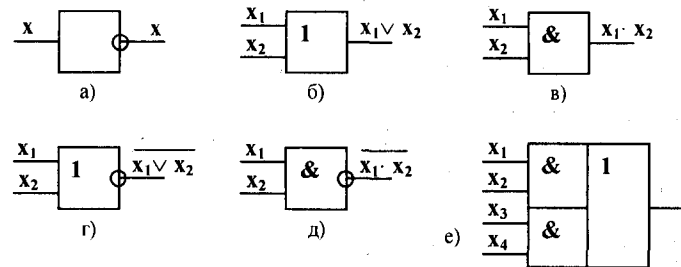 x x
x₁ x₂ 1 x₁∨ x₂
x₁ x₂ & x₁· x₂
а) б) в)
x₁ x₂ 1 x₁∨ x₂
x₁ x₂ & x₁· x₂
x₁ x₂ x₃ x₄ & & 1
г) д) е)